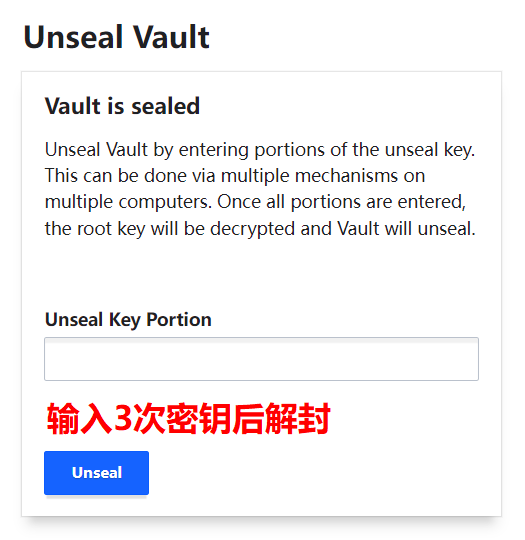 Unseal Vault
Vault is sealed
Unseal Vault by entering portions of the unseal key.
This can be done via multiple mechanisms on
multiple computers. Once all portions are entered,
the root key will be decrypted and Vault will unseal.
Unseal Key Portion
输入3次密钥后解封
Unseal